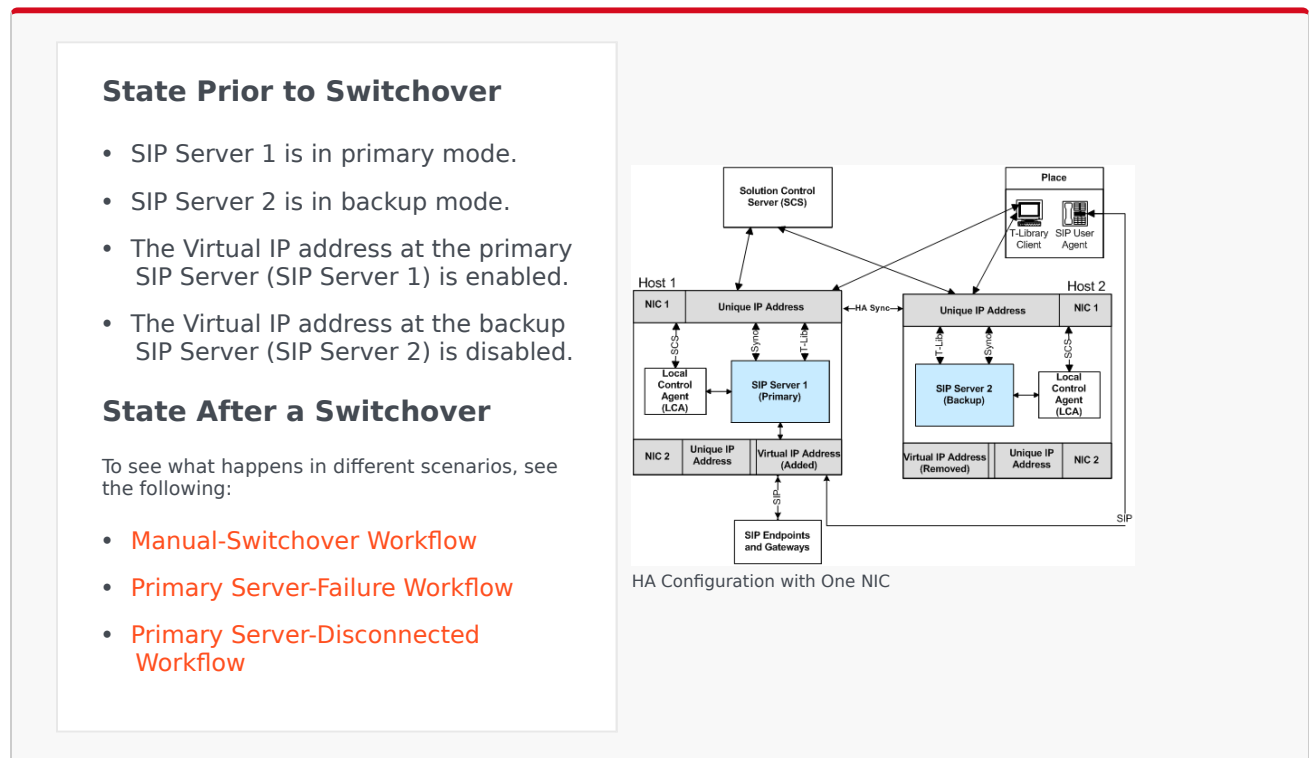 State Prior to Switchover
• SIP Server 1 is in primary mode.
• SIP Server 2 is in backup mode.
• The Virtual IP address at the primary
SIP Server (SIP Server 1) is enabled.
• The Virtual IP address at the backup
SIP Server (SIP Server 2) is disabled.
State After a Switchover
To see what happens in different scenarios, see
the following:
• Manual-Switchover Workflow
• Primary Server-Failure Workflow
• Primary Server-Disconnected
Workflow
Solution Control
Server (SCS)
Place
T-Library
Client
SIP User
Agent
Host 1
NIC 1
Unique IP Address
HA Sync
Host 2
Unique IP Address
NIC 1
SCS
Sync
T-Lib
T-Lib
Sync
SCS
Local
Control
Agent
(LCA)
SIP Server 1
(Primary)
SIP Server 2
(Backup)
Local
Control
Agent
(LCA)
NIC 2
Unique IP
Address
Virtual IP Address
(Added)
Virtual IP Address
(Removed)
Unique IP
Address
NIC 2
SIP
SIP
SIP Endpoints
and Gateways
HA Configuration with One NIC